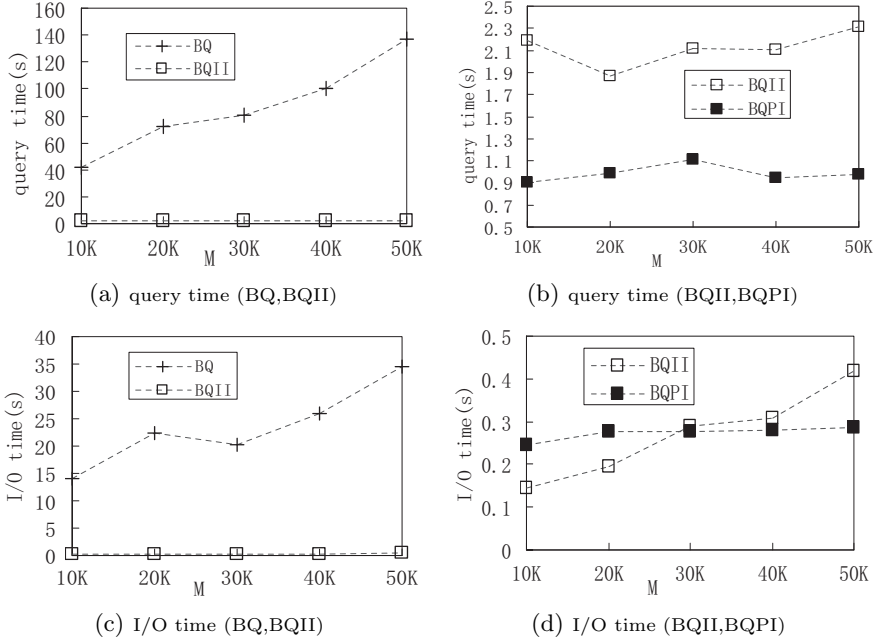 160
140
120
100
80
60
40
20
0
query time(s)
BQ
BQII
10K 20K 30K 40K 50K
M
(a) query time (BQ,BQII)
2.5
2.3
2.1
1.9
1.7
1.5
1.3
1.1
0.9
0.7
0.5
query time(s)
BQII
BQPI
10K 20K 30K 40K 50K
M
(b) query time (BQII,BQPI)
40
35
30
25
20
15
10
5
0
I/O time(s)
BQ
BQII
10K 20K 30K 40K 50K
M
(c) I/O time (BQ,BQII)
0.5
0.4
0.3
0.2
0.1
0
I/O time(s)
BQII
BQPI
10K 20K 30K 40K 50K
M
(d) I/O time (BQII,BQPI)